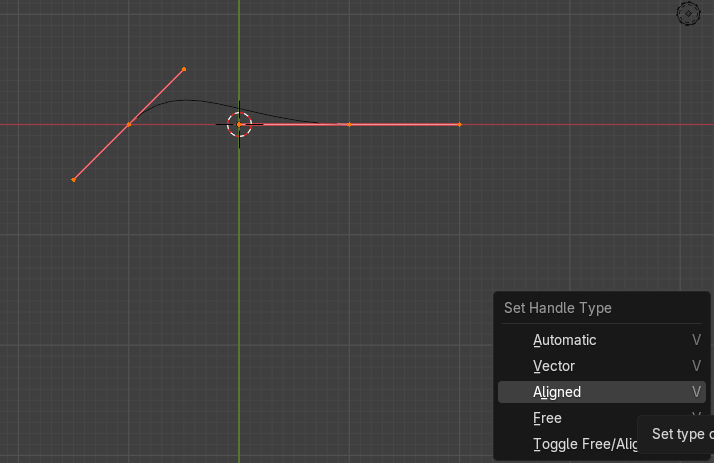 Set Handle Type
Automatic V
Vector V
Aligned V
Free V
Toggle Free/Alig
Set type